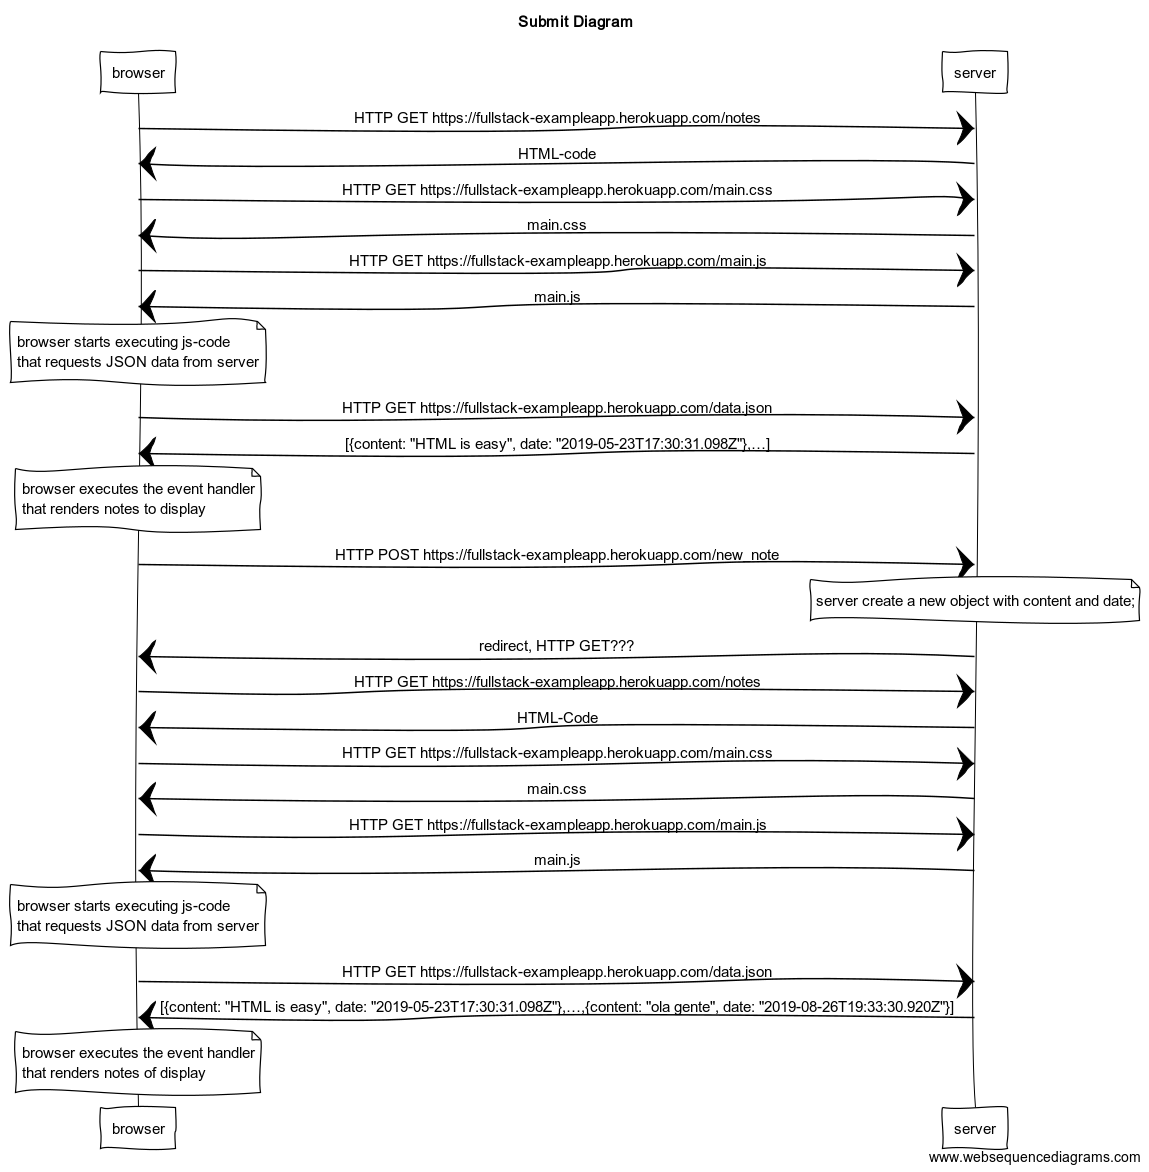 Submit Diagram
browser
server
HTTP GET https://fullstack-exampleapp.herokuapp.com/notes
HTML-code
HTTP GET https://fullstack-exampleapp.herokuapp.com/main.css
main.css
HTTP GET https://fullstack-exampleapp.herokuapp.com/main.js
main.js
browser starts executing js-code
that requests JSON data from server
HTTP GET https://fullstack-exampleapp.herokuapp.com/data.json
[{content: "HTML is easy", date: "2019-05-23T17:30:31.098Z"},...]
browser executes the event handler
that renders notes to display
HTTP POST https://fullstack-exampleapp.herokuapp.com/new_note
server create a new object with content and date;
redirect, HTTP GET???
HTTP GET https://fullstack-exampleapp.herokuapp.com/notes
HTML-Code
HTTP GET https://fullstack-exampleapp.herokuapp.com/main.css
main.css
HTTP GET https://fullstack-exampleapp.herokuapp.com/main.js
main.js
browser starts executing js-code
that requests JSON data from server
HTTP GET https://fullstack-exampleapp.herokuapp.com/data.json
[{content: "HTML is easy", date: "2019-05-23T17:30:31.098Z"},...,{content: "ola gente", date: "2019-08-26T19:33:30.920Z"}]
browser executes the event handler
that renders notes of display
browser
server
www.websequencediagrams.com